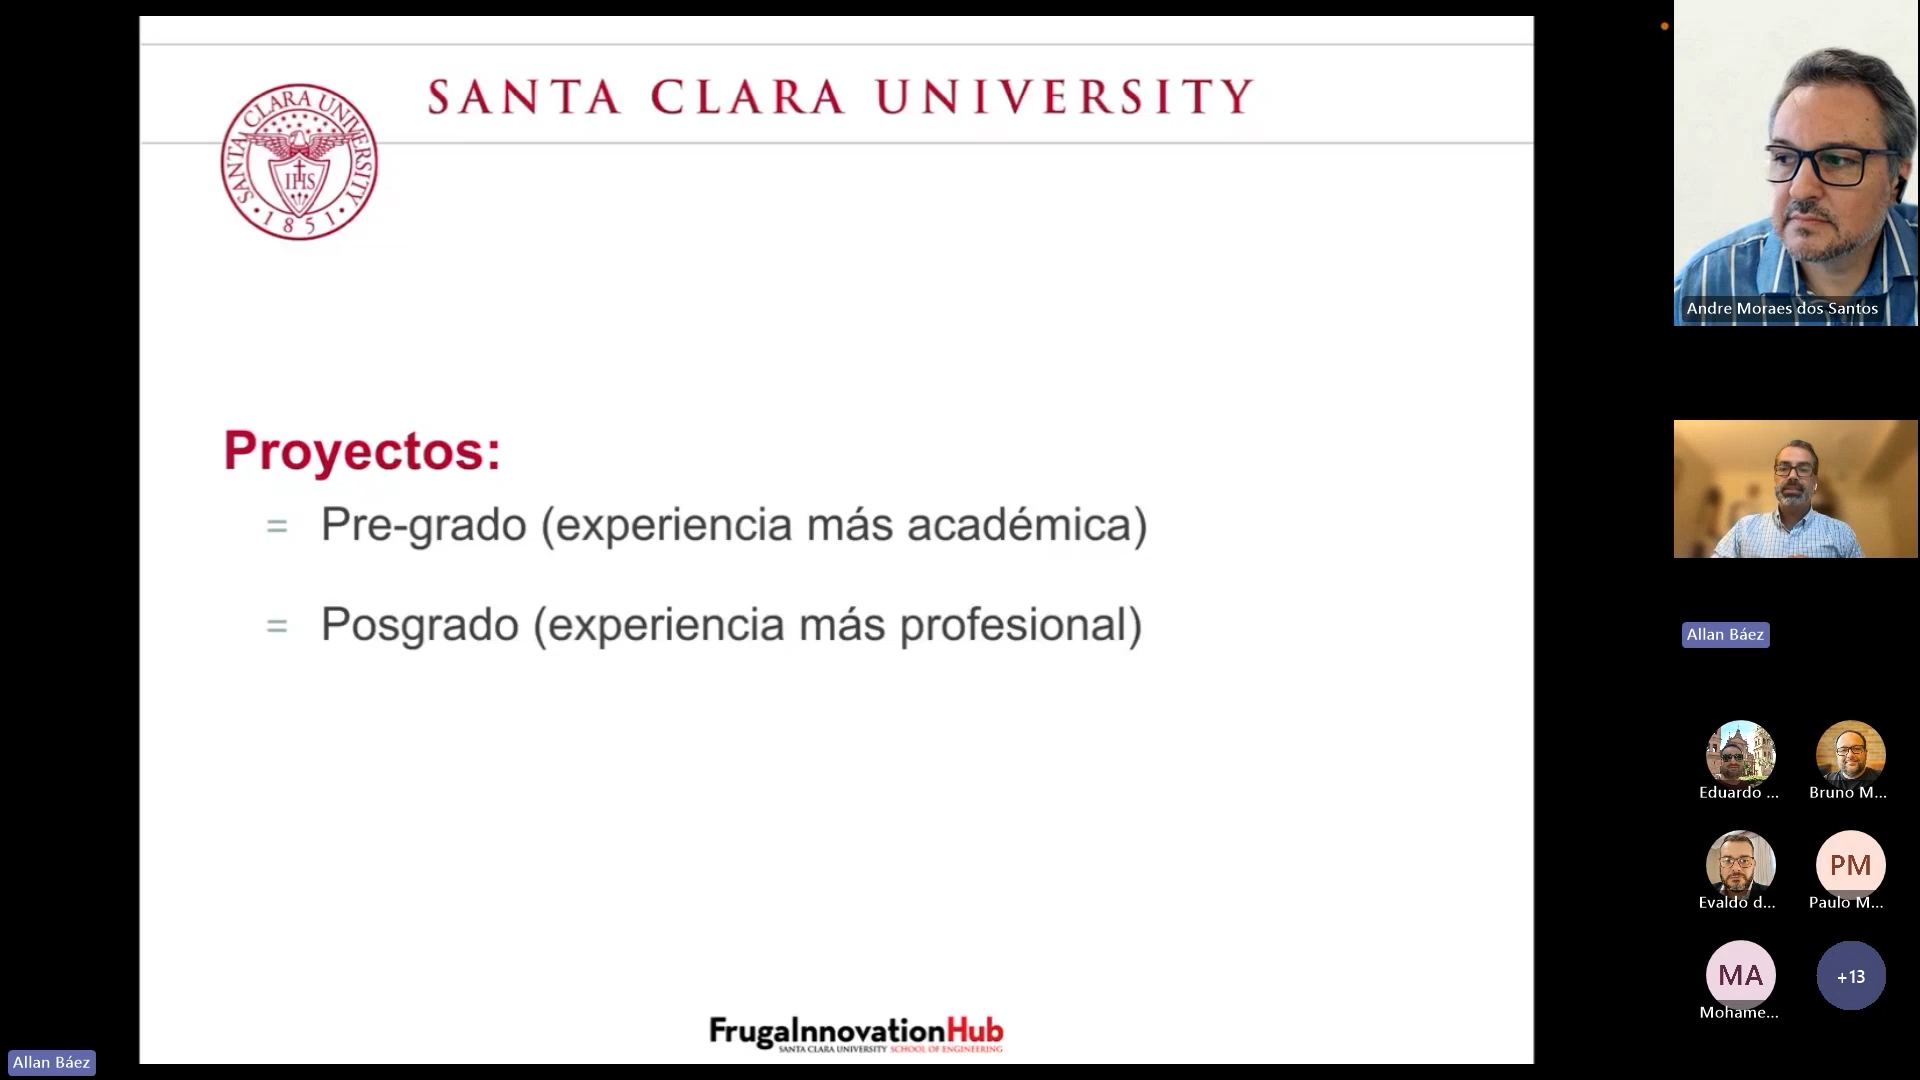 SANTA CLARA UNIVERSITY
SANTA CLARA UNIVERSITY
IHS
• 1851 •
Proyectos:
= Pre-grado (experiencia más académica)
= Posgrado (experiencia más profesional)
FrugalInnovationHub
SANTA CLARA UNIVERSITY SCHOOL OF ENGINEERING
Allan Báez
Andre Moraes dos Santos
Allan Báez
Eduardo ...
Bruno M...
Evaldo d...
PM
Paulo M...
MA
Mohame...
+13